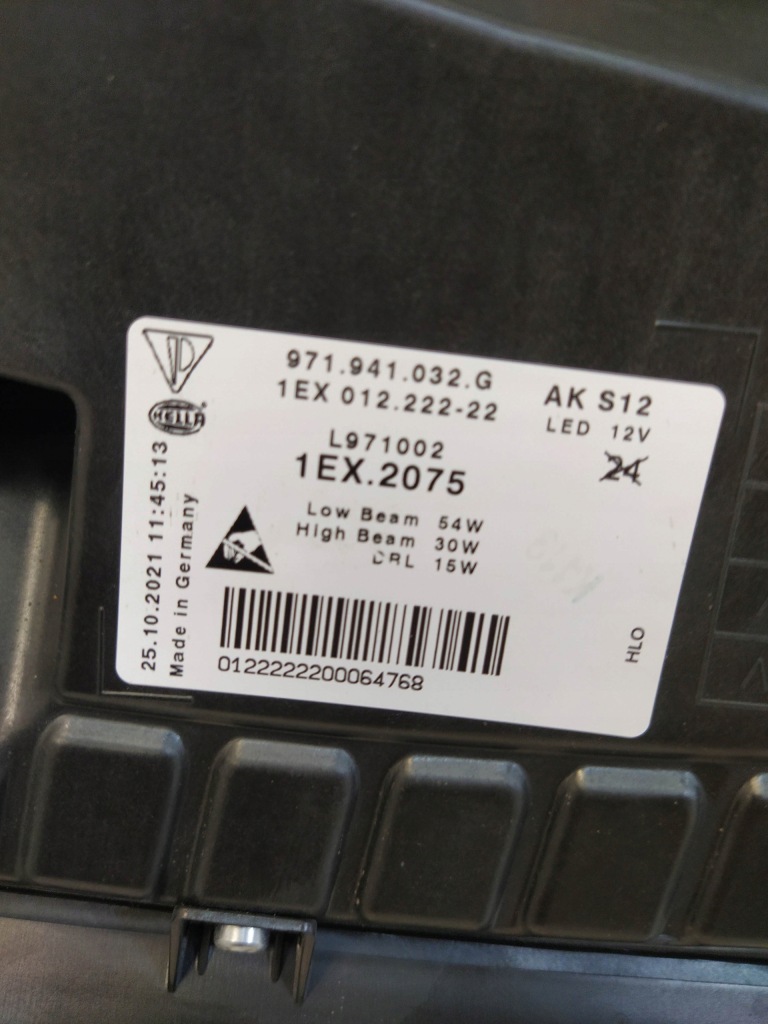 971.941.032.G
1EX 012.222-22
AK S12
LED 12V
24
HELLA
L971002
1EX.2075
Low Beam 54W
High Beam 30W
DRL 15W
25.10.2021 11:45:13
Made in Germany
0122222200064768
HLO